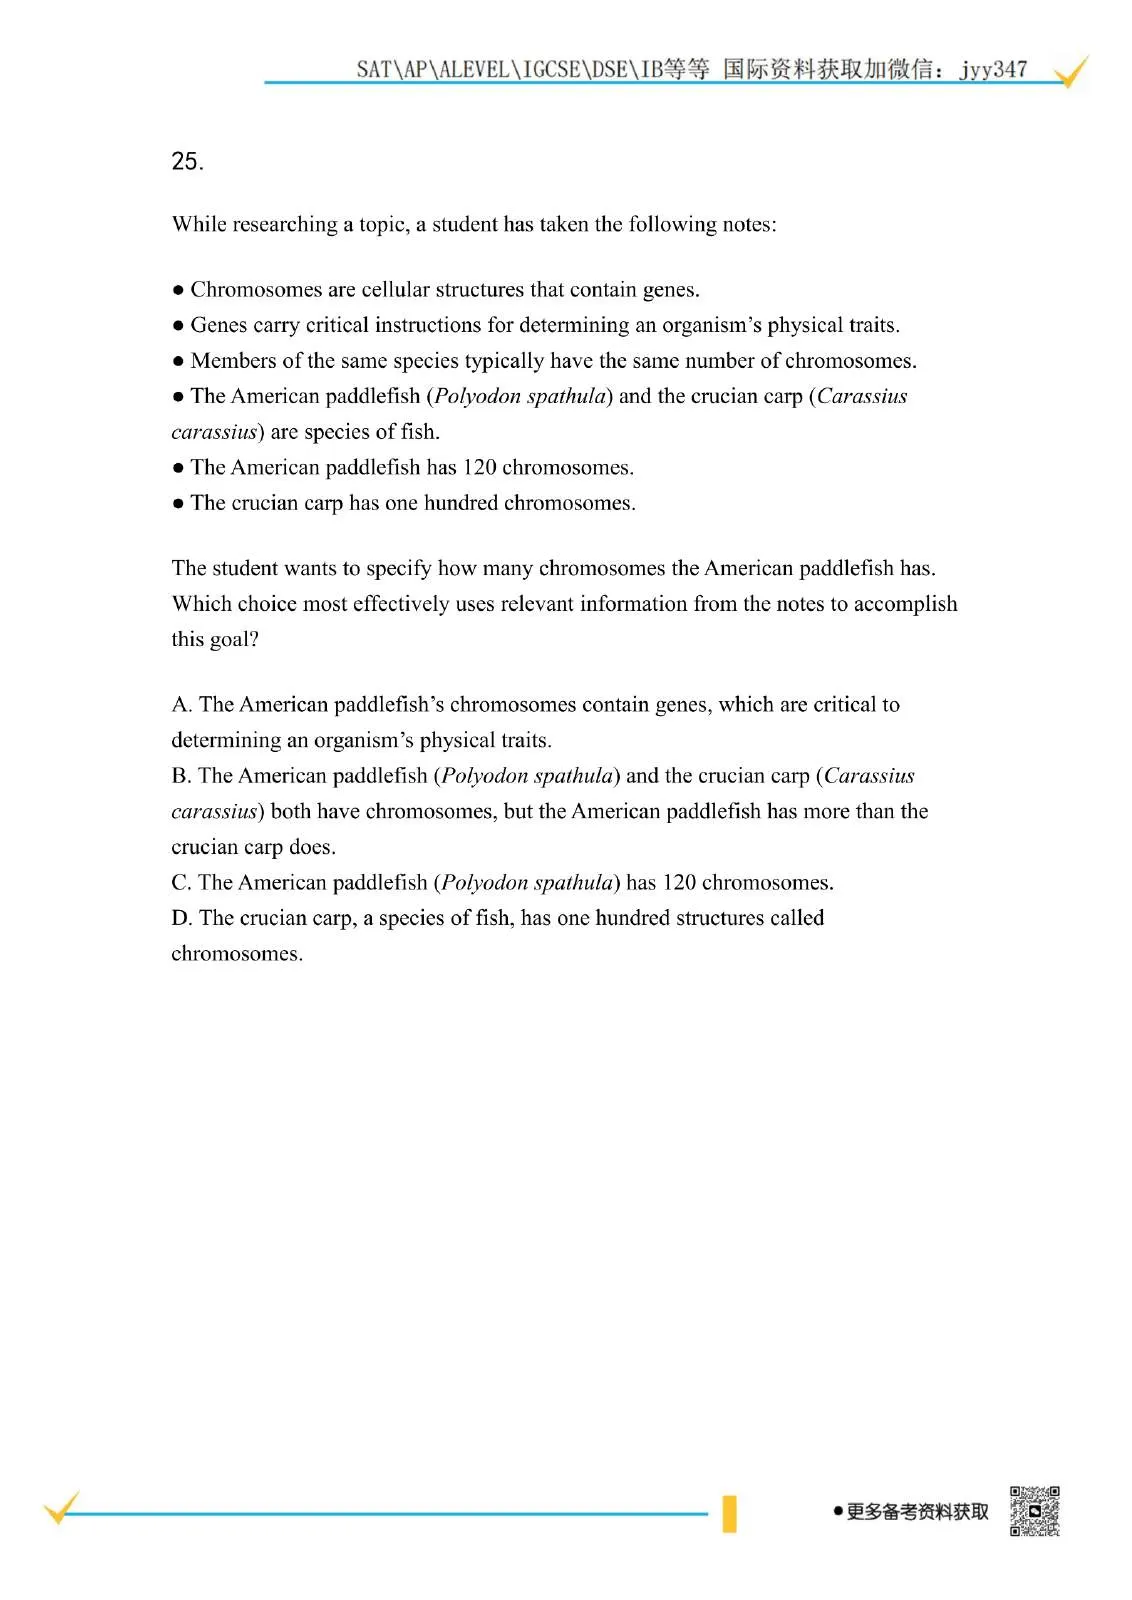 SAT\AP\ALEVEL\IGCSE\DSE\IB等等 国际资料获取加微信：jyy347
25.
While researching a topic, a student has taken the following notes:
● Chromosomes are cellular structures that contain genes.
● Genes carry critical instructions for determining an organism’s physical traits.
● Members of the same species typically have the same number of chromosomes.
● The American paddlefish (Polyodon spathula) and the crucian carp (Carassius
carassius) are species of fish.
● The American paddlefish has 120 chromosomes.
● The crucian carp has one hundred chromosomes.
The student wants to specify how many chromosomes the American paddlefish has.
Which choice most effectively uses relevant information from the notes to accomplish
this goal?
A. The American paddlefish’s chromosomes contain genes, which are critical to
determining an organism’s physical traits.
B. The American paddlefish (Polyodon spathula) and the crucian carp (Carassius
carassius) both have chromosomes, but the American paddlefish has more than the
crucian carp does.
C. The American paddlefish (Polyodon spathula) has 120 chromosomes.
D. The crucian carp, a species of fish, has one hundred structures called
chromosomes.
●更多备考资料获取